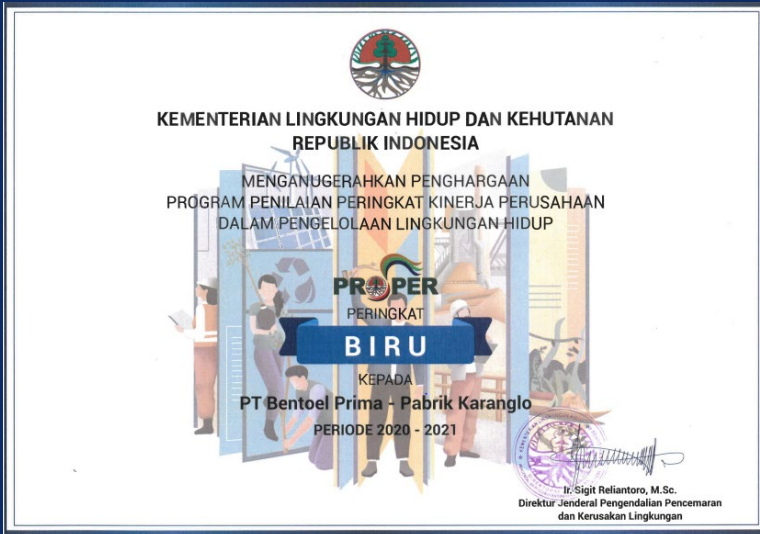 KEMENTERIAN LINGKUNGAN HIDUP DAN KEHUTANAN
REPUBLIK INDONESIA
MENGANUGERAHKAN PENGHARGAAN
PROGRAM PENILAIAN PERINGKAT KINERJA PERUSAHAAN
DALAM PENGELOLAAN LINGKUNGAN HIDUP
PROPER
PERINGKAT
BIRU
KEPADA
PT Bentoel Prima - Pabrik Karanglo
PERIODE 2020 - 2021
Ir. Sigit Reliantoro, M.Sc.
Direktur Jenderal Pengendalian Pencemaran
dan Kerusakan Lingkungan